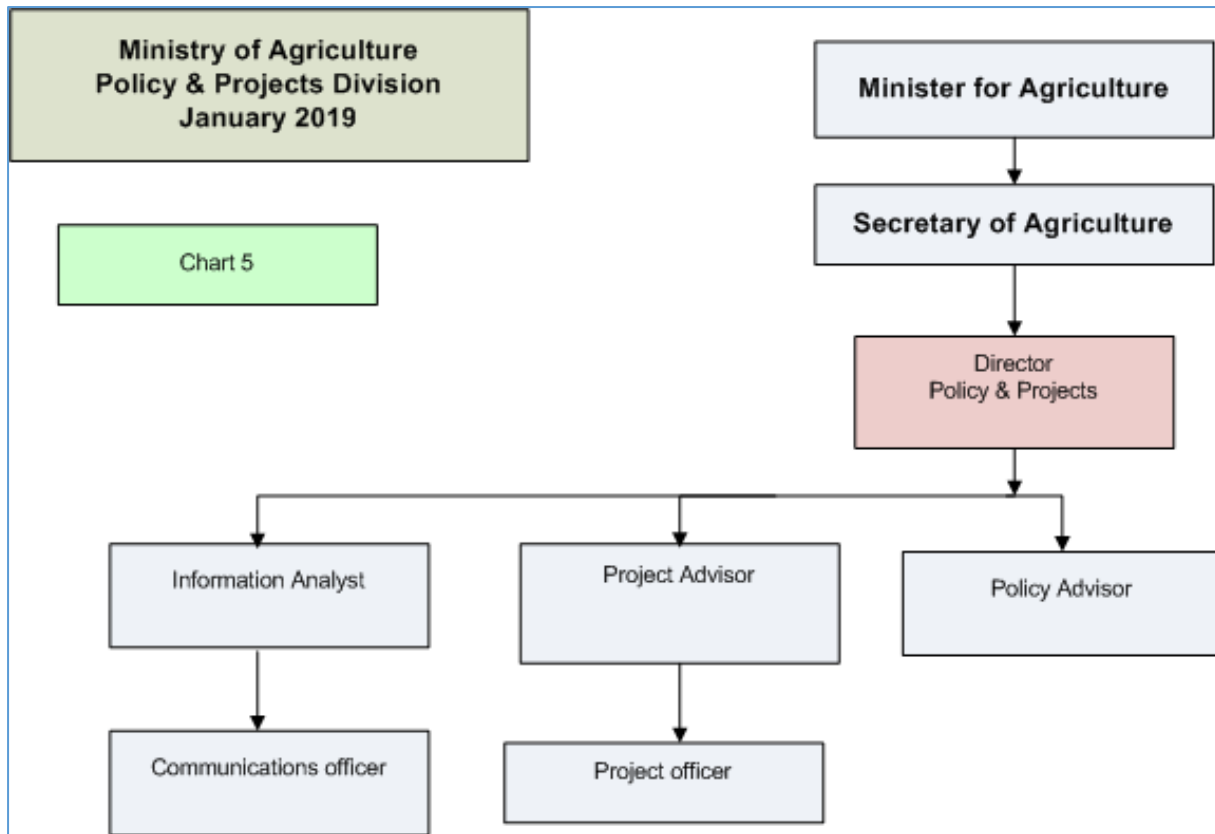 Ministry of Agriculture
Policy & Projects Division
January 2019
Minister for Agriculture
Secretary of Agriculture
Chart 5
Director
Policy & Projects
Information Analyst
Project Advisor
Policy Advisor
Communications officer
Project officer